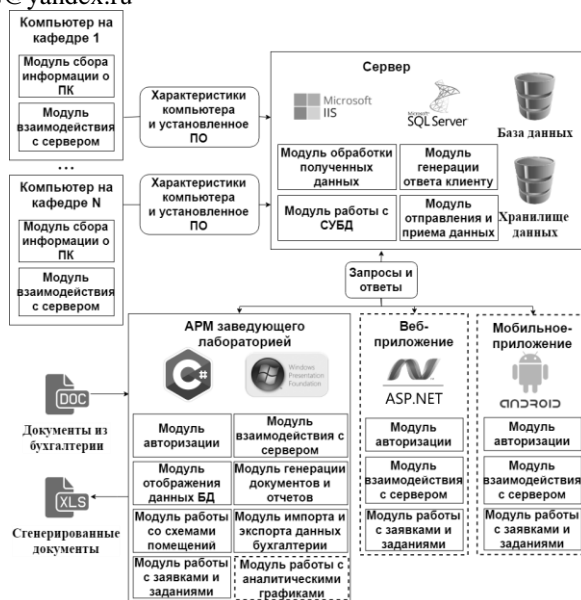 @yandex.ru
Компьютер на
кафедре 1
Модуль сбора
информации о
ПК
Модуль
взаимодействия
с сервером
...
Компьютер на
кафедре N
Модуль сбора
информации о
ПК
Модуль
взаимодействия
с сервером
Характеристики
компьютера
и установленное
ПО
Характеристики
компьютера
и установленное
ПО
Сервер
Microsoft
IIS
Microsoft
SQL Server
База данных
Хранилище
данных
Модуль обработки
полученных
данных
Модуль
генерации
ответа клиенту
Модуль работы с
СУБД
Модуль
отправления и
приема данных
Запросы и
ответы
Документы из
бухгалтерии
DOC
Сгенерированные
документы
XLS
АРМ заведующего
лабораторией
C#
Windows
Presentation
Foundation
Модуль
авторизации
Модуль
взаимодействия с
сервером
Модуль
отображения
данных БД
Модуль генерации
документов и
отчетов
Модуль работы
со схемами
помещений
Модуль импорта и
экспорта данных
бухгалтерии
Модуль работы
с заявками и
заданиями
Модуль работы с
аналитическими
графиками
Веб-
приложение
ASP.NET
Модуль
авторизации
Модуль
взаимодействия
с сервером
Модуль работы
с заявками и
заданиями
Мобильное-
приложение
android
Модуль
авторизации
Модуль
взаимодействия
с сервером
Модуль работы
с заявками и
заданиями